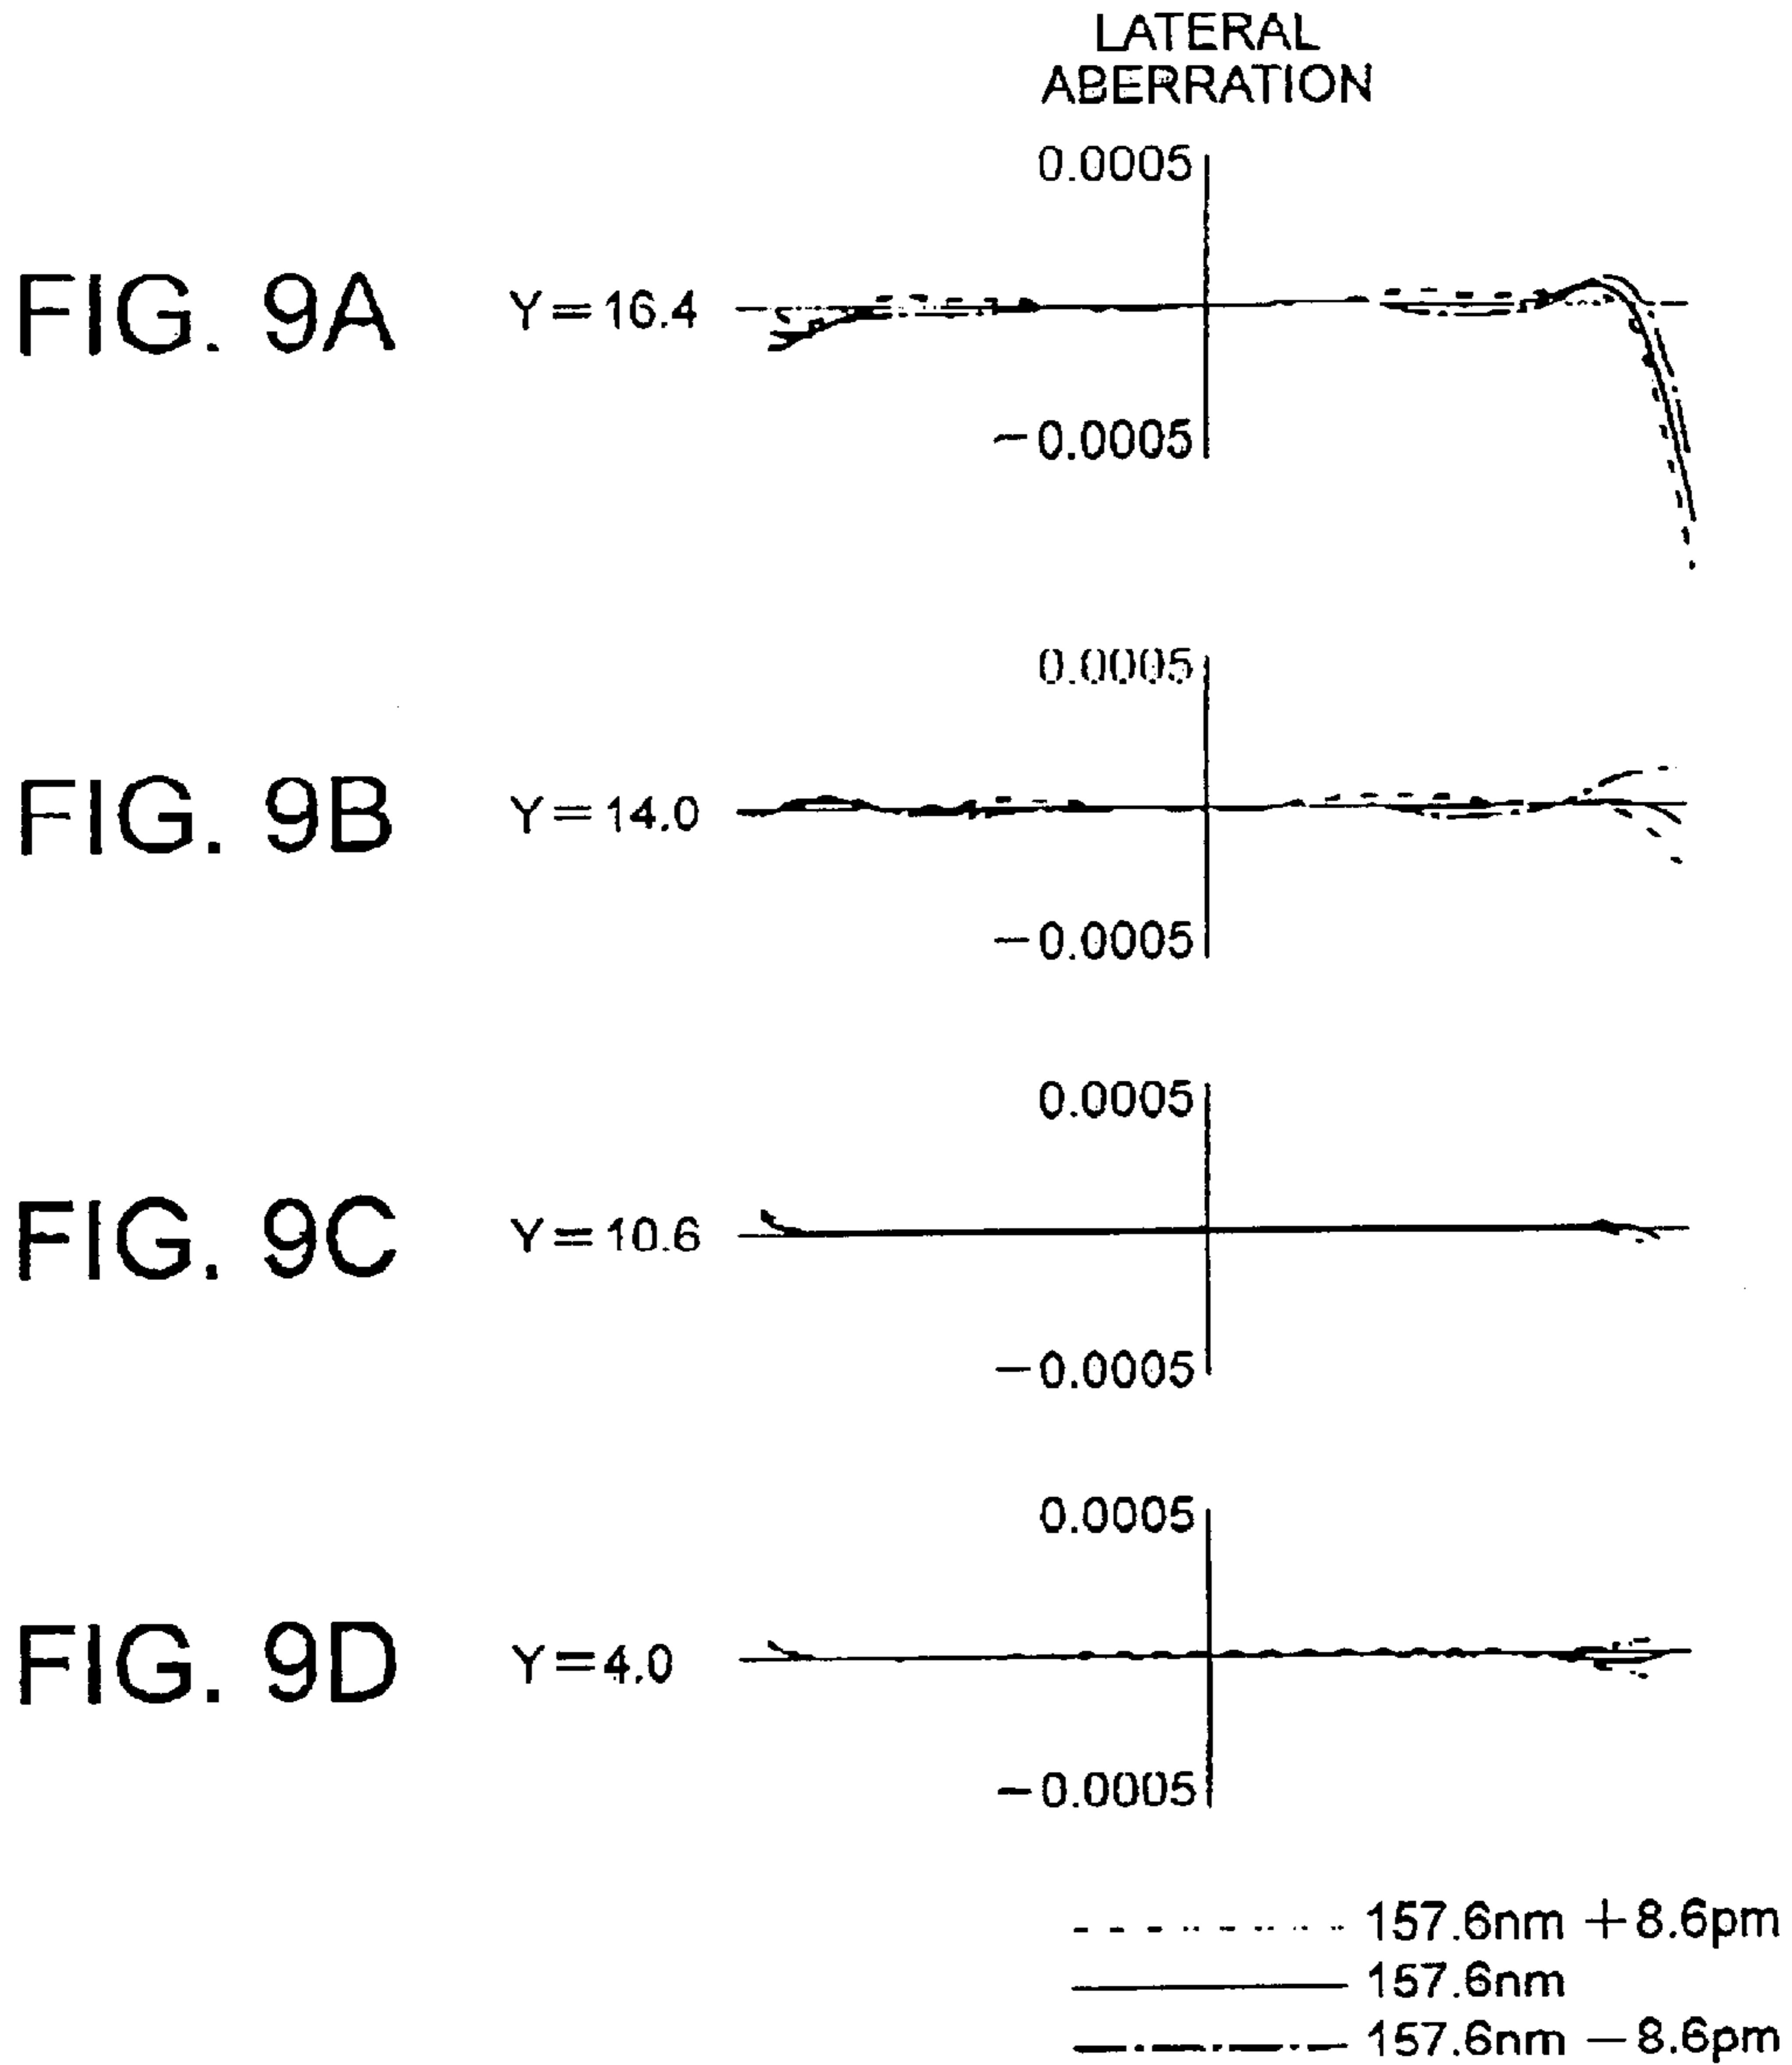 LATERAL
ABERRATION
0.0005
FIG. 9A Y=16.4
−0.0005
0.0005
FIG. 9B Y=14.0
−0.0005
0.0005
FIG. 9C Y=10.6
−0.0005
0.0005
FIG. 9D Y=4.0
−0.0005
157.6nm +8.6pm
157.6nm
157.6nm −8.6pm